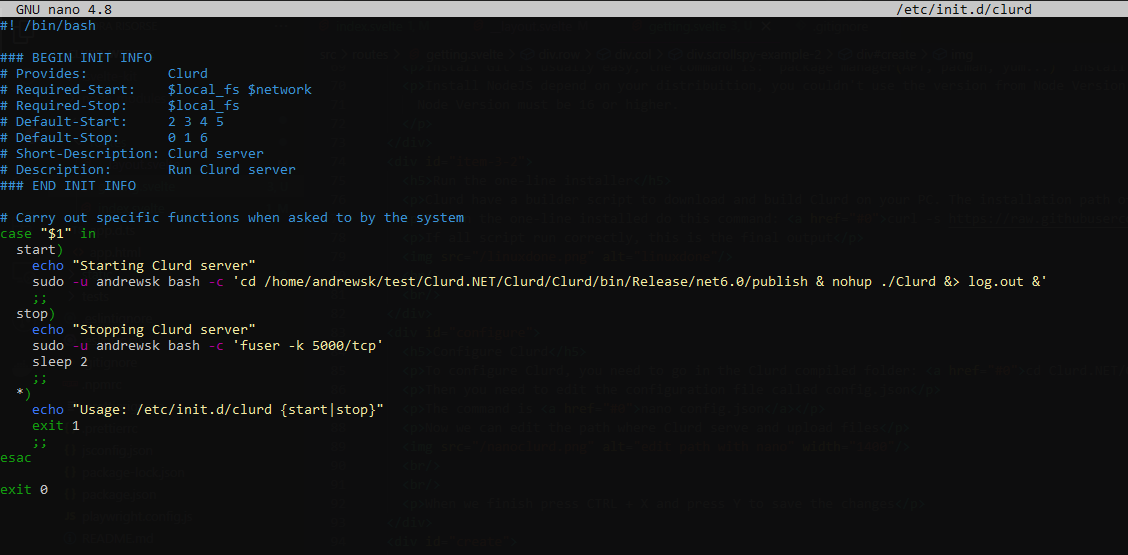 GNU nano 4.8 /etc/init.d/clurd
#! /bin/bash
### BEGIN INIT INFO
# Provides: Clurd
# Required-Start: $local_fs $network
# Required-Stop: $local_fs
# Default-Start: 2 3 4 5
# Default-Stop: 0 1 6
# Short-Description: Clurd server
# Description: Run Clurd server
### END INIT INFO
# Carry out specific functions when asked to by the system
case "$1" in
start)
echo "Starting Clurd server"
sudo -u andrewsk bash -c 'cd /home/andrewsk/test/Clurd.NET/Clurd/Clurd/bin/Release/net6.0/publish & nohup ./Clurd &> log.out &'
;;
stop)
echo "Stopping Clurd server"
sudo -u andrewsk bash -c 'fuser -k 5000/tcp'
sleep 2
;;
*)
echo "Usage: /etc/init.d/clurd {start|stop}"
exit 1
;;
esac
exit 0